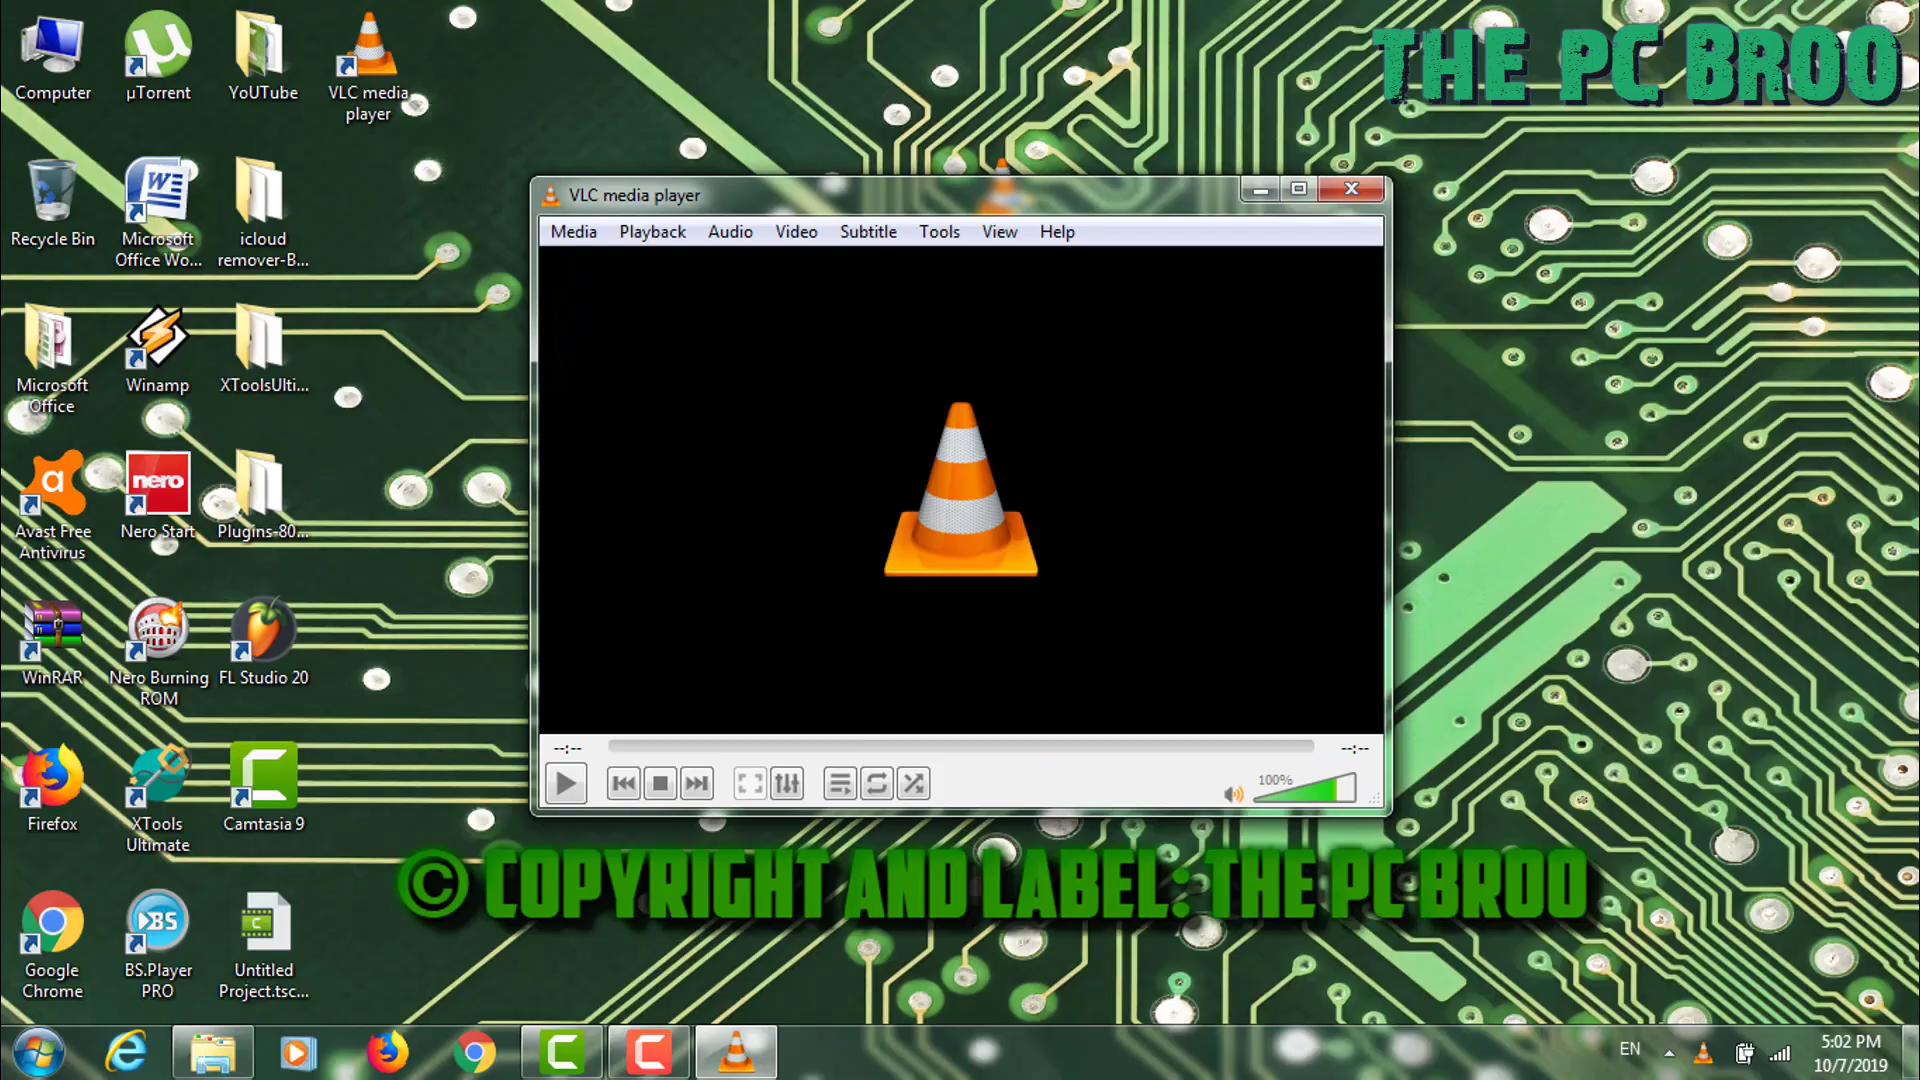 THE PC BROO
Computer
µTorrent
YoUTube
VLC media
player
Recycle Bin
Microsoft
Office Wo...
icloud
remover-B...
Microsoft
Office
Winamp
XToolsUlti...
Avast Free
Antivirus
nero
Nero Start
Plugins-80...
WinRAR
Nero Burning
ROM
FL Studio 20
Firefox
XTools
Ultimate
Camtasia 9
Google
Chrome
BS
BS.Player
PRO
Untitled
Project.tsc...
VLC media player
Media Playback Audio Video Subtitle Tools View Help
--:-- --:--
100%
© COPYRIGHT AND LABEL: THE PC BROO
EN
5:02 PM
10/7/2019